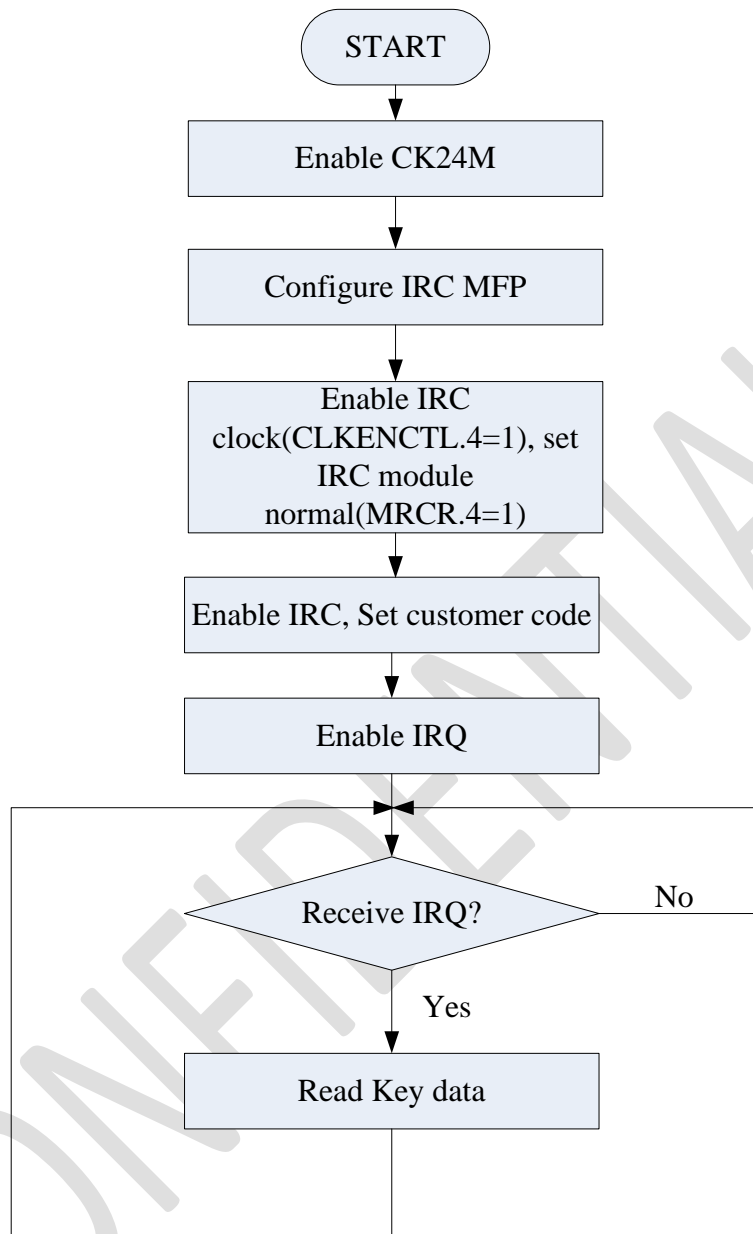 START
Enable CK24M
Configure IRC MFP
Enable IRC
clock(CLKENCTL.4=1), set
IRC module
normal(MRCR.4=1)
Enable IRC, Set customer code
Enable IRQ
Receive IRQ?
No
Yes
Read Key data
CONFIDENTIAL